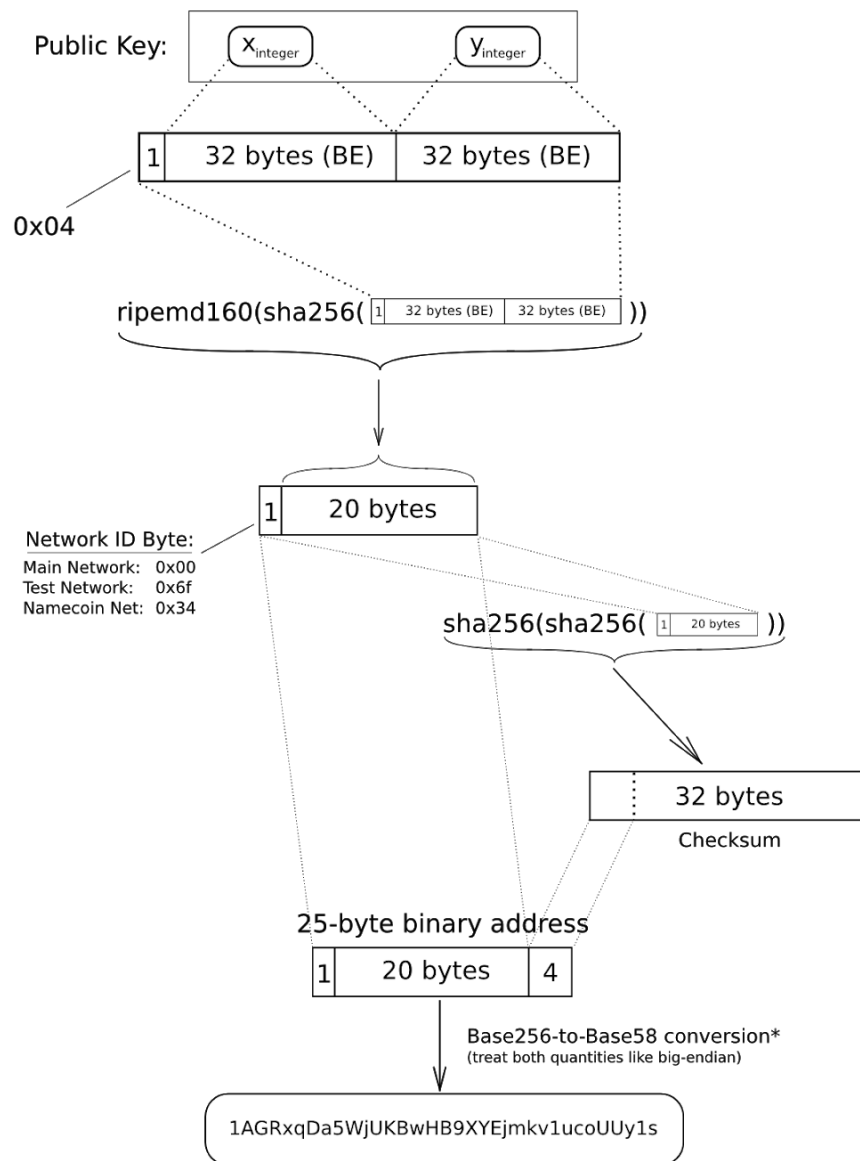 Public Key:
x integer
y integer
1
32 bytes (BE)
32 bytes (BE)
0x04
ripemd160(sha256( 1 32 bytes (BE) 32 bytes (BE) ))
1
20 bytes
Network ID Byte:
Main Network: 0x00
Test Network: 0x6f
Namecoin Net: 0x34
sha256(sha256( 1 20 bytes ))
32 bytes
Checksum
25-byte binary address
1
20 bytes
4
Base256-to-Base58 conversion*
(treat both quantities like big-endian)
1AGRxqDa5WjUKBwHB9XYEjmkv1ucoUUy1s